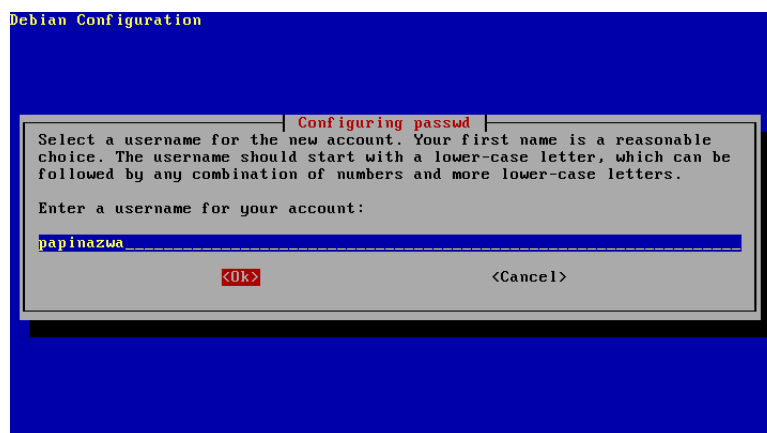 Debian Configuration
Configuring passwd
Select a username for the new account. Your first name is a reasonable
choice. The username should start with a lower-case letter, which can be
followed by any combination of numbers and more lower-case letters.
Enter a username for your account:
papinazwa
<Ok> <Cancel>